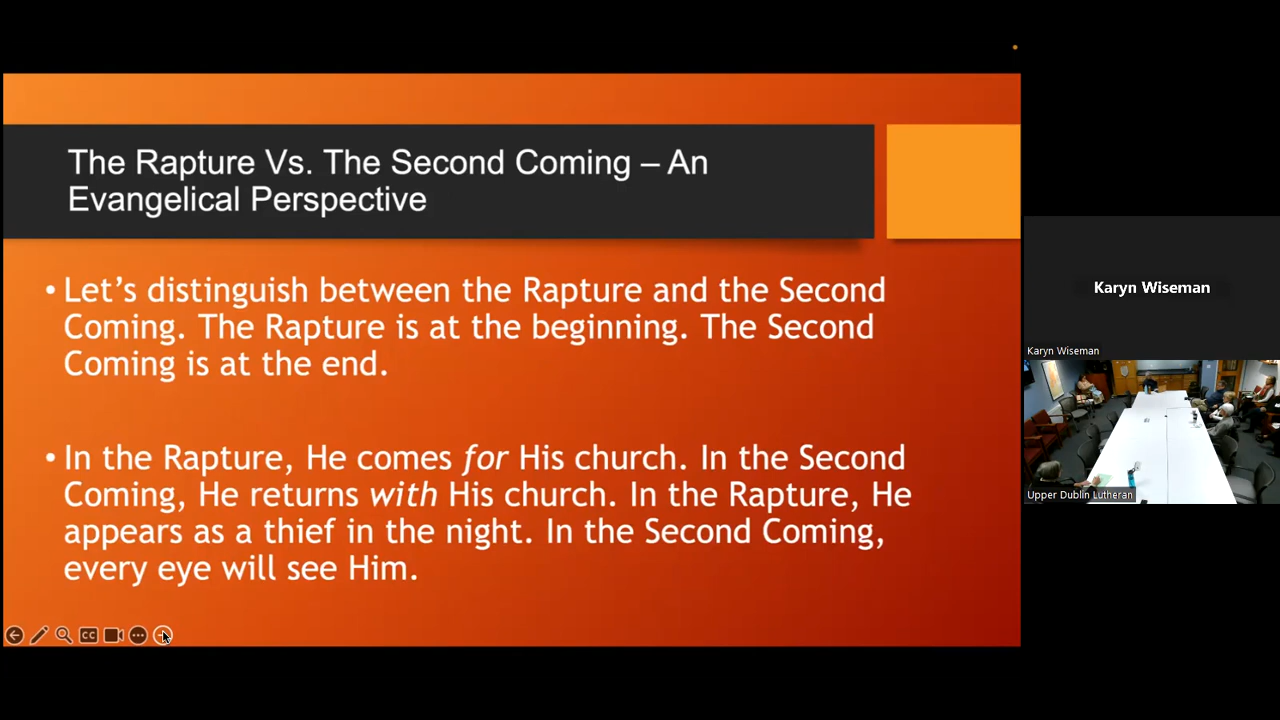 The Rapture Vs. The Second Coming – An
Evangelical Perspective
• Let’s distinguish between the Rapture and the Second
Coming. The Rapture is at the beginning. The Second
Coming is at the end.
• In the Rapture, He comes for His church. In the Second
Coming, He returns with His church. In the Rapture, He
appears as a thief in the night. In the Second Coming,
every eye will see Him.
CC
Karyn Wiseman
Karyn Wiseman
Upper Dublin Lutheran